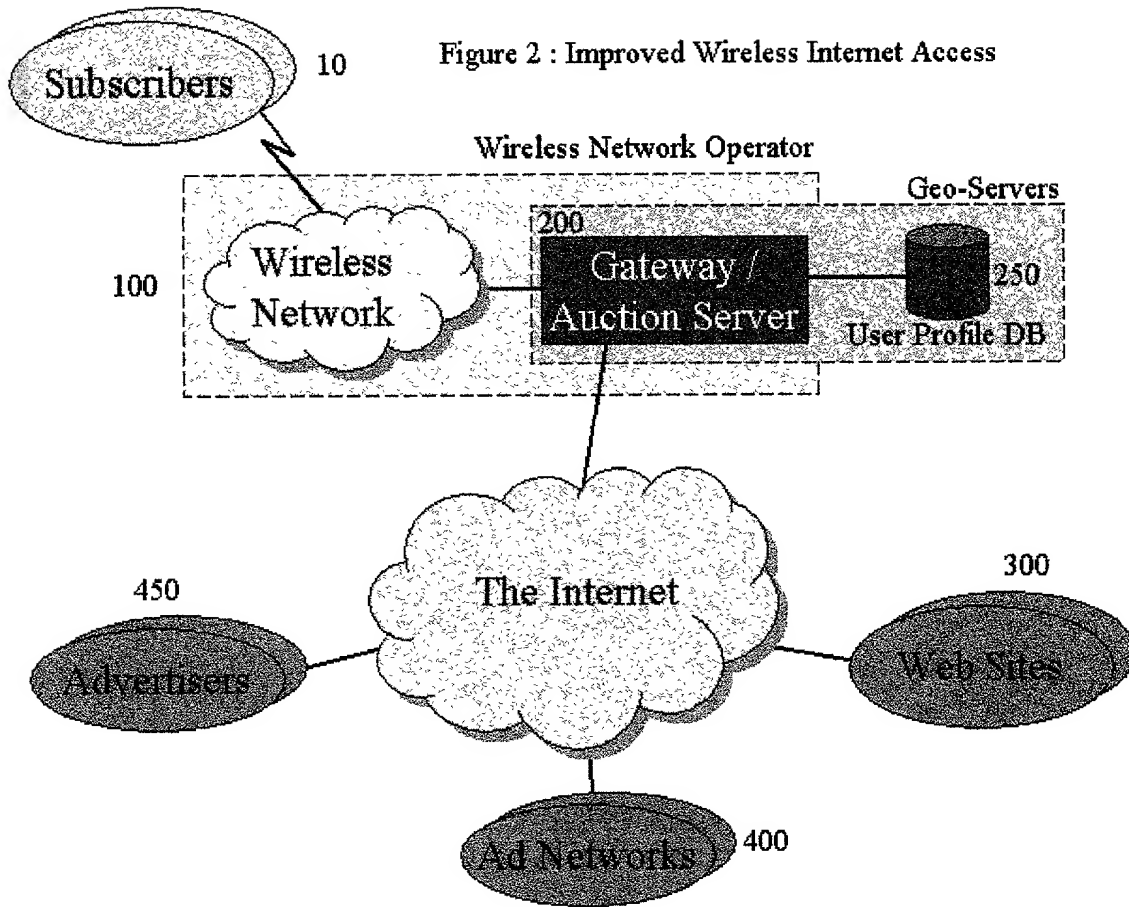 Figure 2 : Improved Wireless Internet Access
Subscribers
10
Wireless Network Operator
Geo-Servers
100
Wireless
Network
200
Gateway /
Auction Server
250
User Profile DB
The Internet
450
Advertisers
300
Web Sites
Ad Networks
400